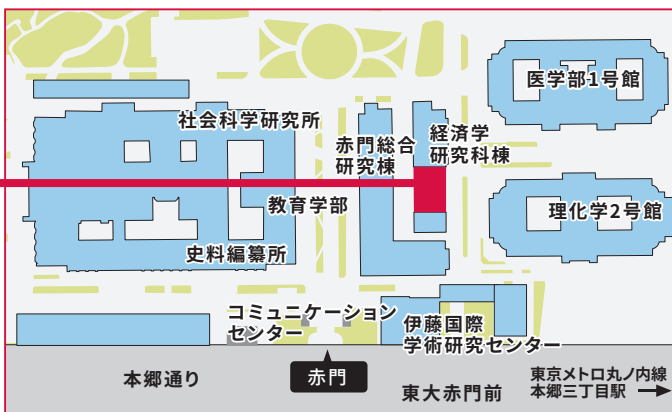 医学部1号館
社会科学研究所
赤門総合
研究棟
経済学
研究科棟
教育学部
理化学2号館
史料編纂所
コミュニケーション
センター
伊藤国際
学術研究センター
本郷通り
赤門
東大赤門前
東京メトロ丸ノ内線
本郷三丁目駅